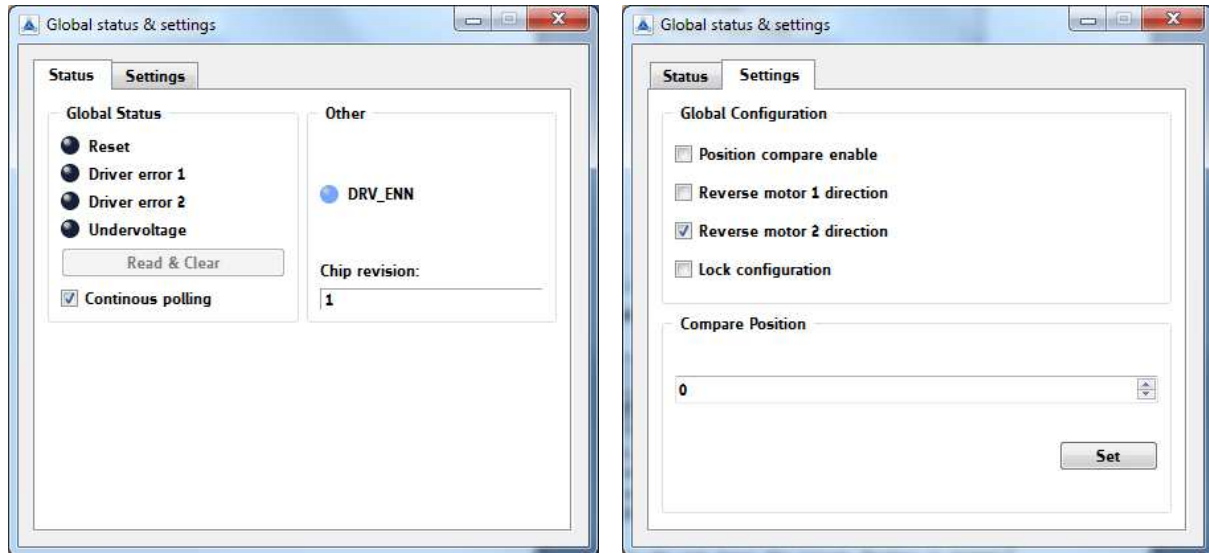 Global status & settings
Status Settings
Global Status
Reset
Driver error 1
Driver error 2
Undervoltage
Read & Clear
Continous polling
Other
DRV_ENN
Chip revision:
1
Global status & settings
Status Settings
Global Configuration
Position compare enable
Reverse motor 1 direction
Reverse motor 2 direction
Lock configuration
Compare Position
0
Set